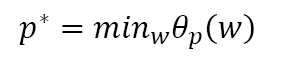 p* = min_w θ_p(w)